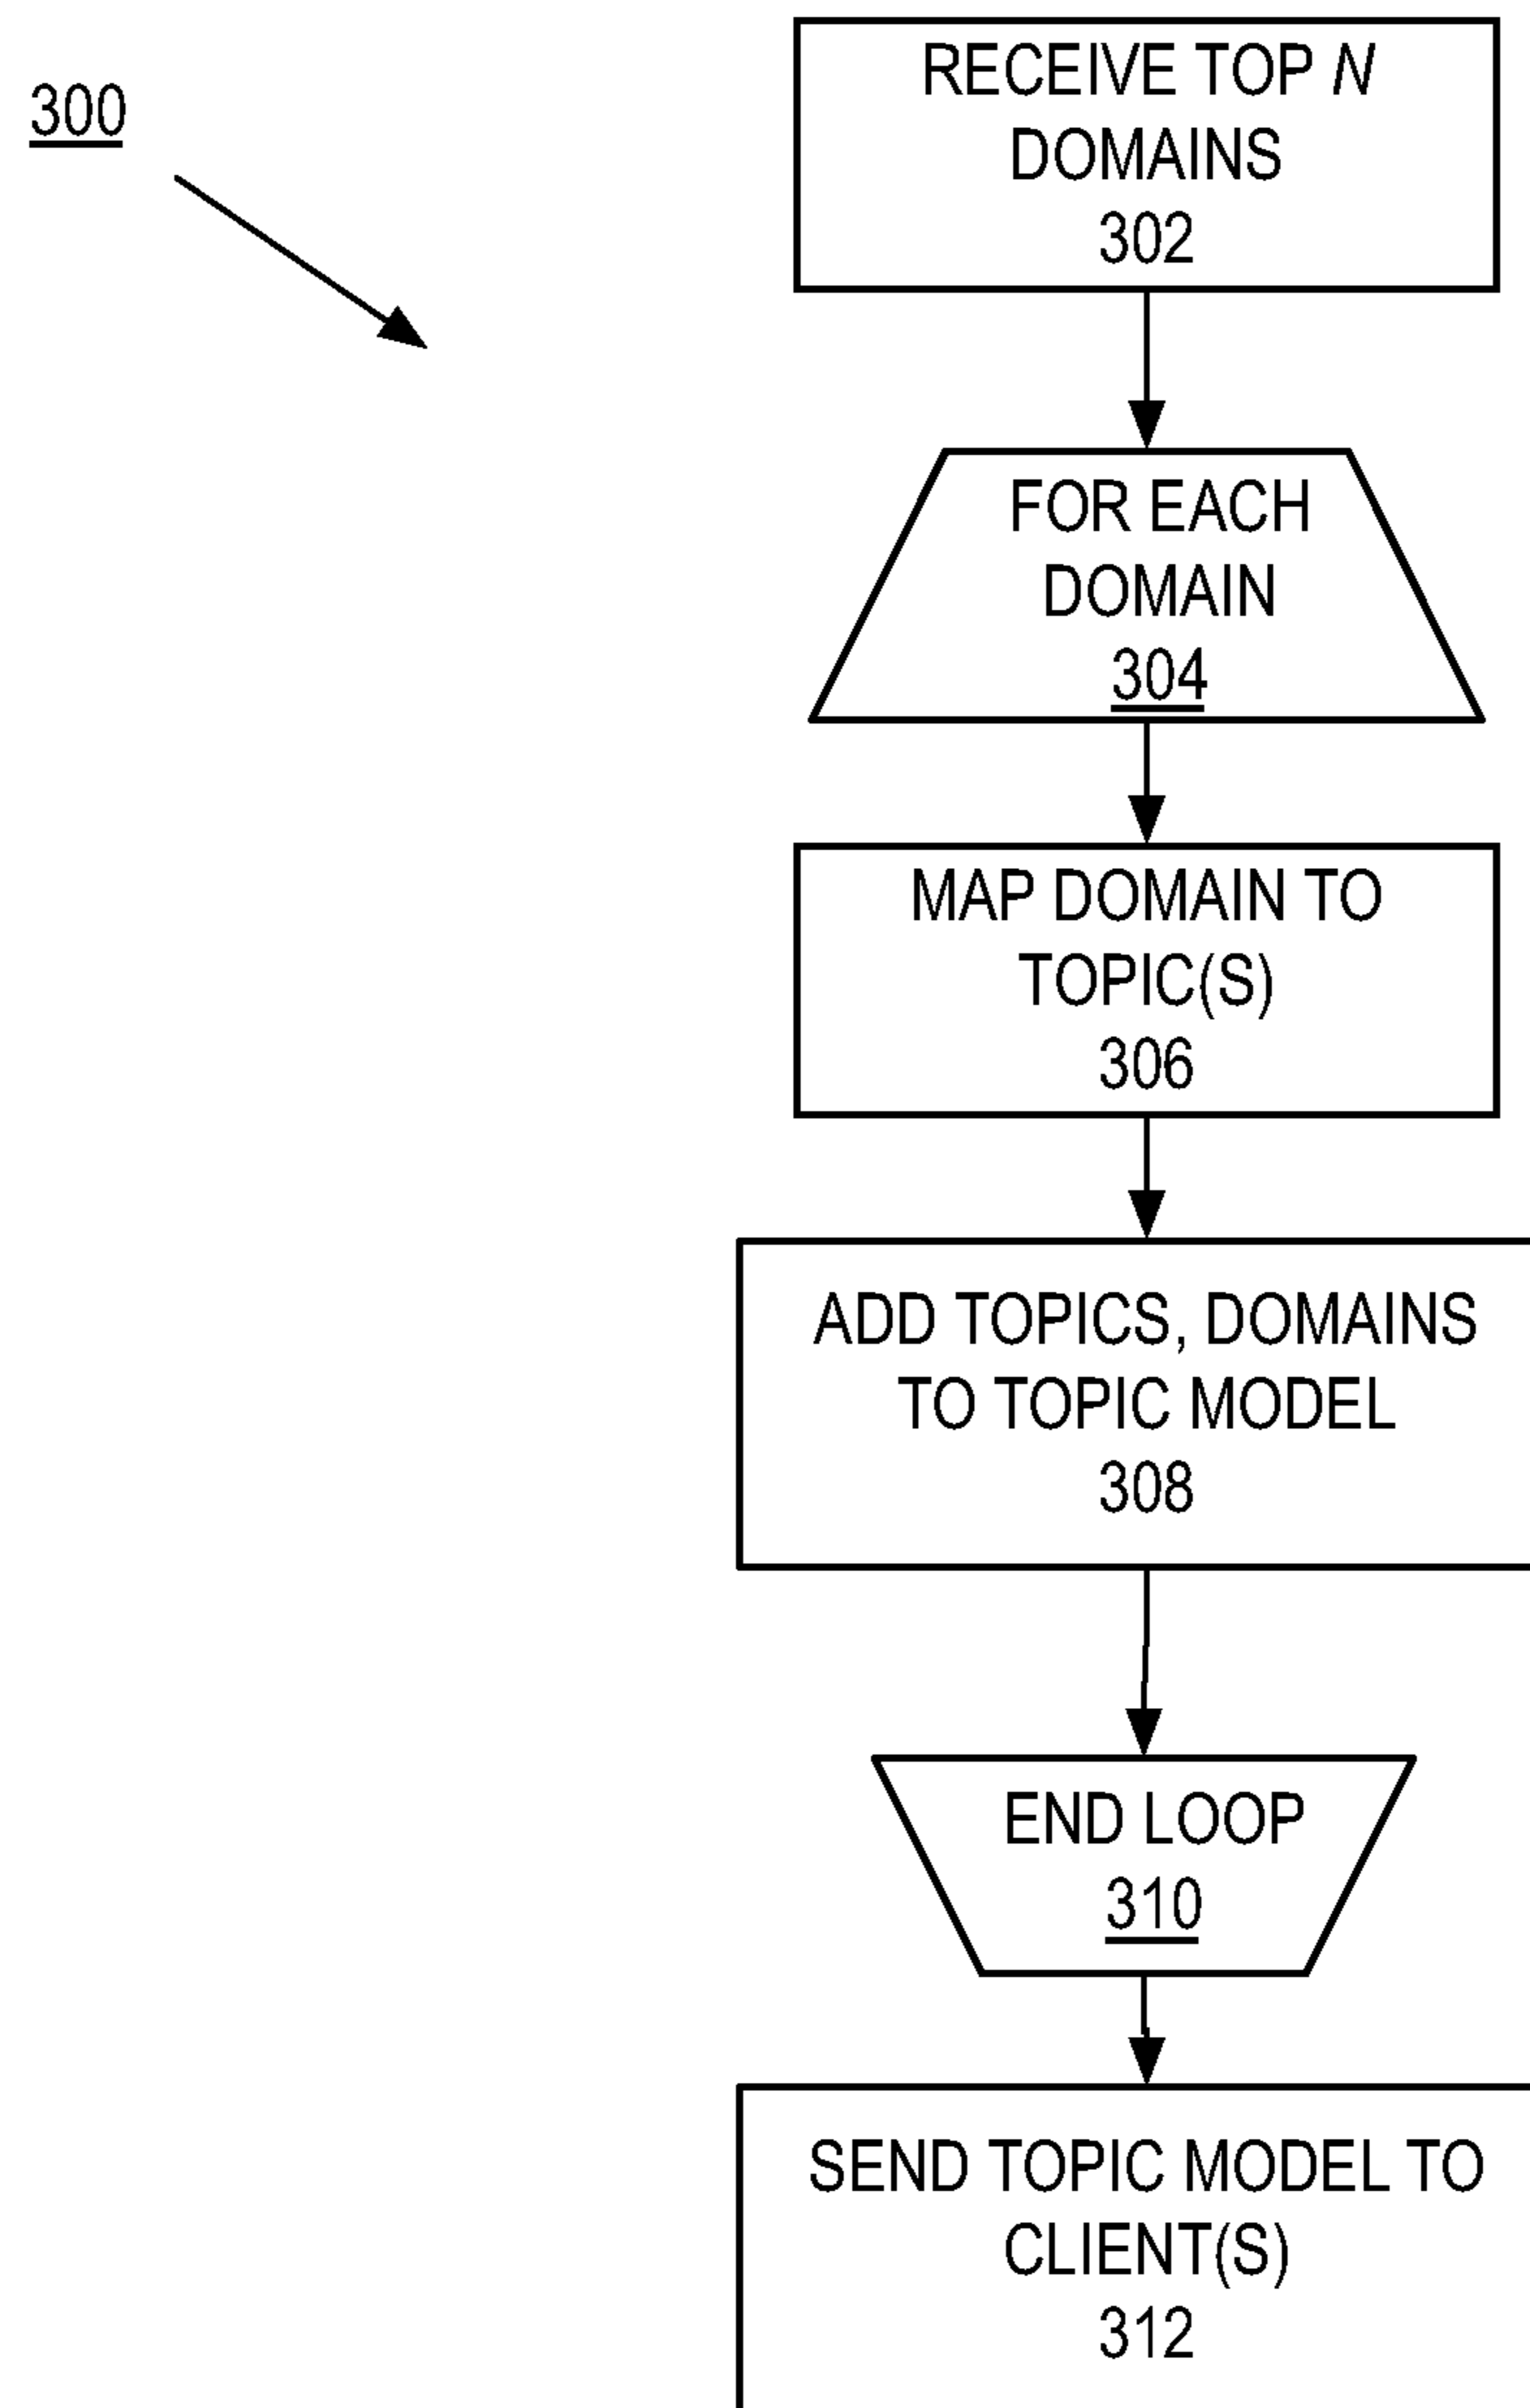 300
RECEIVE TOP N
DOMAINS
302
FOR EACH
DOMAIN
304
MAP DOMAIN TO
TOPIC(S)
306
ADD TOPICS, DOMAINS
TO TOPIC MODEL
308
END LOOP
310
SEND TOPIC MODEL TO
CLIENT(S)
312